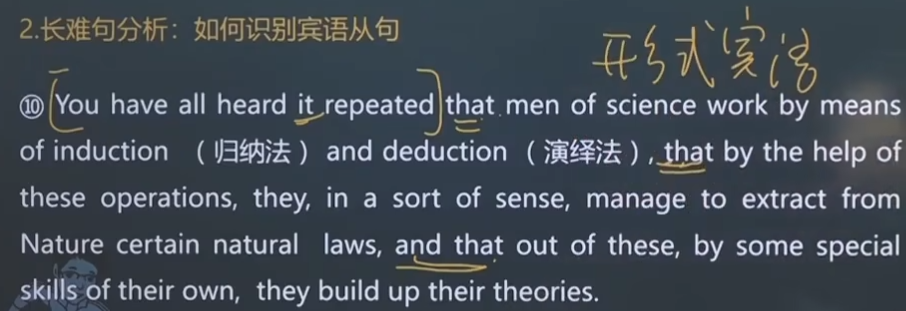 2.长难句分析：如何识别宾语从句
形式宾语
⑩ You have all heard it repeated that men of science work by means
of induction （归纳法）and deduction （演绎法）, that by the help of
these operations, they, in a sort of sense, manage to extract from
Nature certain natural laws, and that out of these, by some special
skills of their own, they build up their theories.